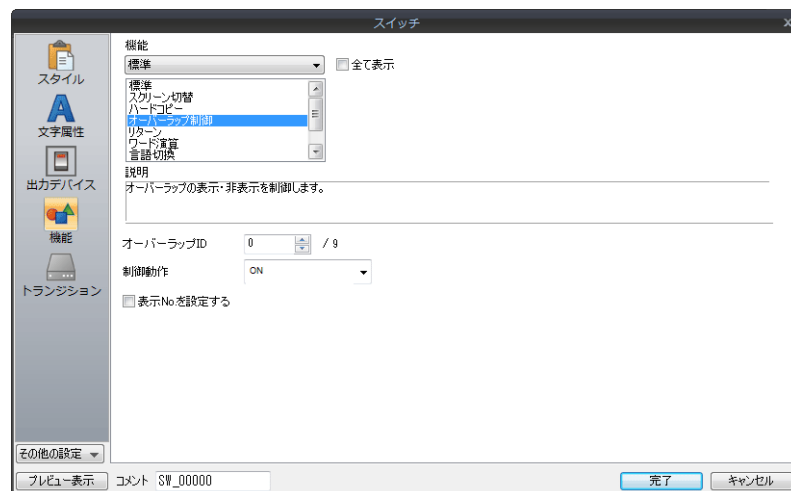 スイッチ
スタイル
文字属性
出力デバイス
機能
トランジション
その他の設定
プレビュー表示
機能
標準
全て表示
標準
スクリーン切替
ハードコピー
オーバーラップ制御
リターン
ワード演算
言語切換
説明
オーバーラップの表示・非表示を制御します。
オーバーラップID 0 / 9
制御動作 ON
表示No.を設定する
コメント SW_00000
完了 キャンセル